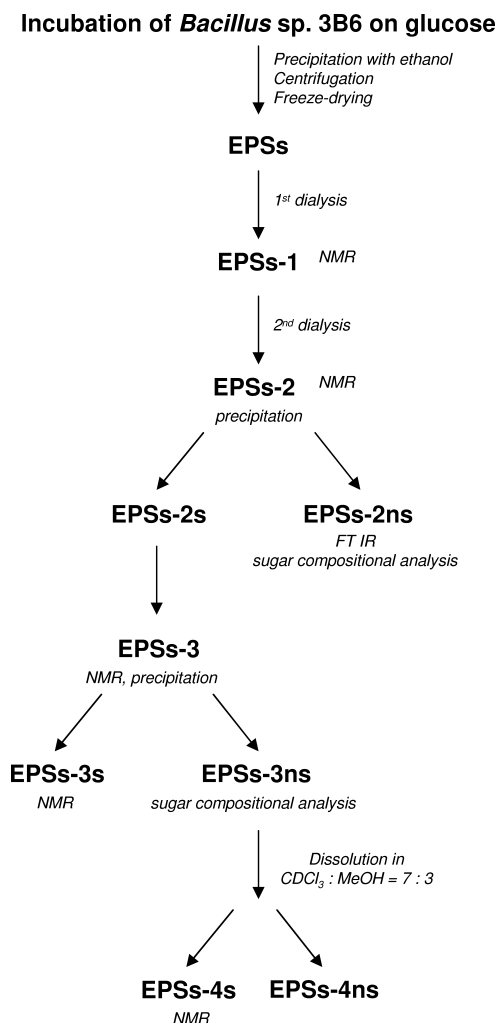 Incubation of Bacillus sp. 3B6 on glucose
Precipitation with ethanol
Centrifugation
Freeze-drying
EPSs
1st dialysis
EPSs-1 NMR
2nd dialysis
EPSs-2 NMR
precipitation
EPSs-2s EPSs-2ns
FT IR
sugar compositional analysis
EPSs-3
NMR, precipitation
EPSs-3s EPSs-3ns
NMR sugar compositional analysis
Dissolution in
CDCl3 : MeOH = 7 : 3
EPSs-4s EPSs-4ns
NMR